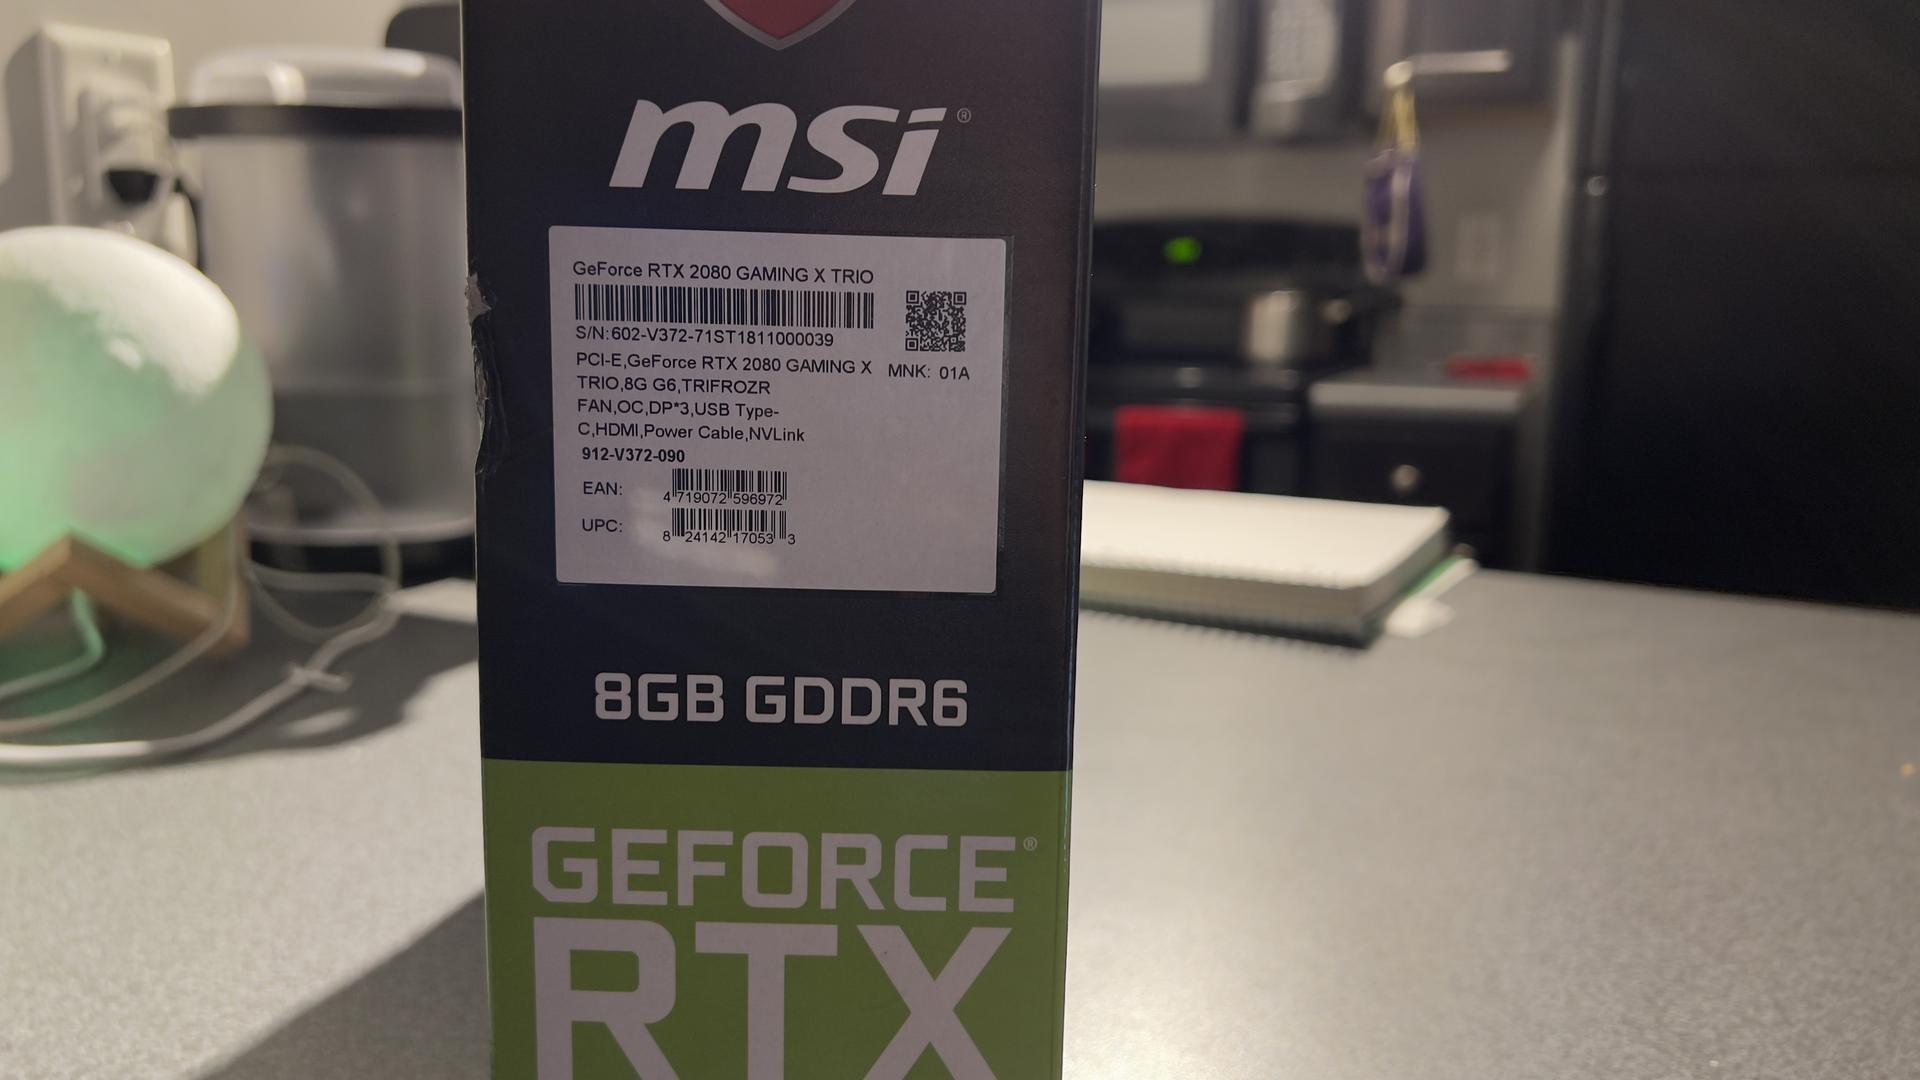 msi®
GeForce RTX 2080 GAMING X TRIO
S/N:602-V372-71ST1811000039
PCI-E,GeForce RTX 2080 GAMING X
MNK: 01A
TRIO,8G G6,TRIFROZR
FAN,OC,DP*3,USB Type-
C,HDMI,Power Cable,NVLink
912-V372-090
EAN:
4 719072 596972
UPC:
8 24142 17053 3
8GB GDDR6
GEFORCE®
RTX